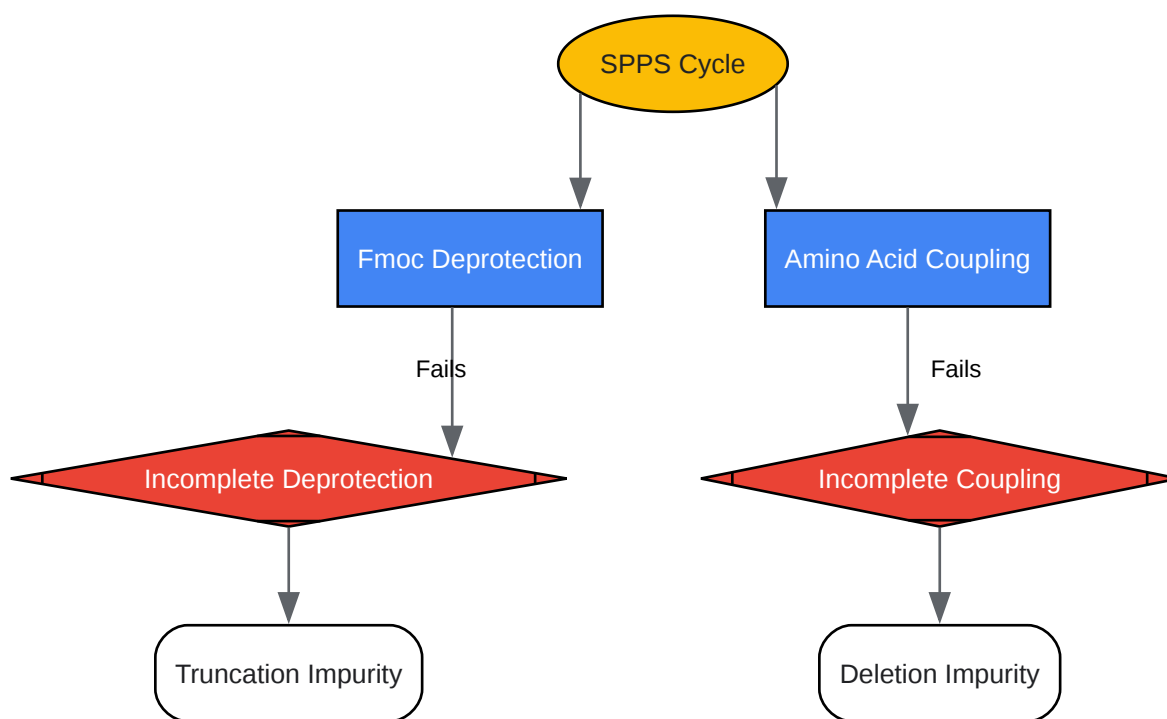 SPPS Cycle
Fmoc Deprotection
Amino Acid Coupling
Fails
Fails
Incomplete Deprotection
Incomplete Coupling
Truncation Impurity
Deletion Impurity